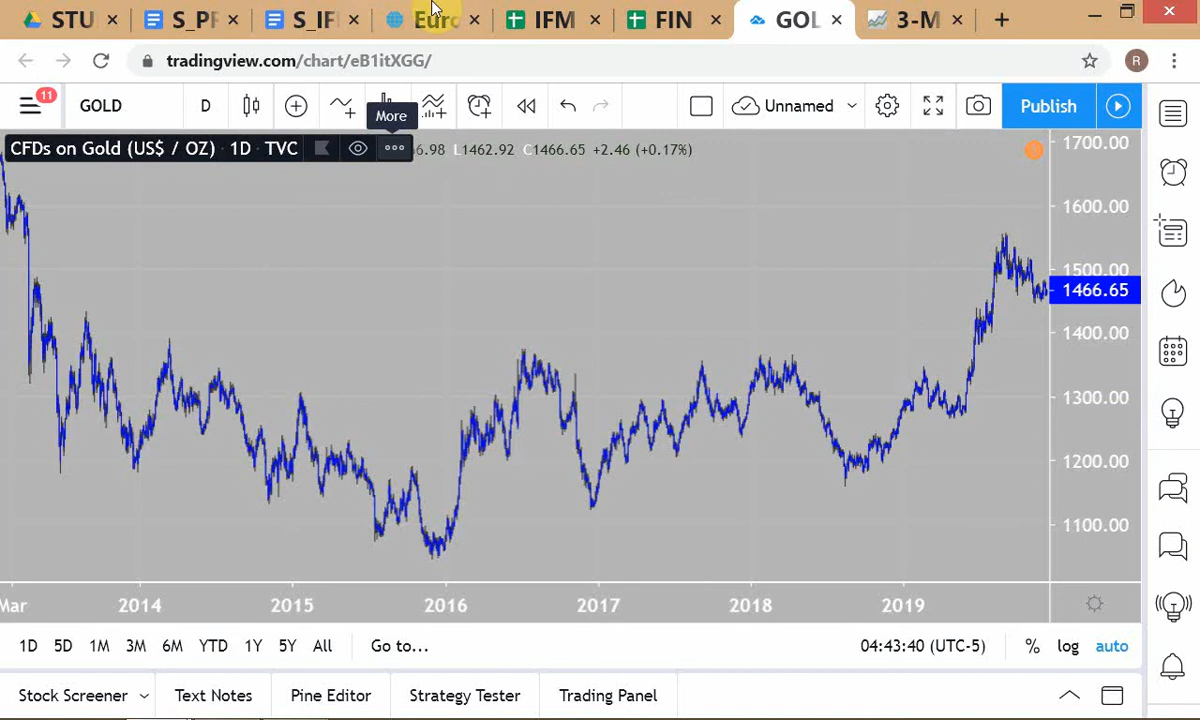 STU
S_PF
S_IF
Euro
IFM
FIN
GOL
3-M
tradingview.com/chart/eB1itXGG/
R
11
GOLD
D
Unnamed
Publish
More
CFDs on Gold (US$ / OZ) · 1D · TVC
6.98 L1462.92 C1466.65 +2.46 (+0.17%)
1700.00
1600.00
1500.00
1466.65
1400.00
1300.00
1200.00
1100.00
Mar 2014 2015 2016 2017 2018 2019
1D 5D 1M 3M 6M YTD 1Y 5Y All Go to... 04:43:40 (UTC-5) % log auto
Stock Screener Text Notes Pine Editor Strategy Tester Trading Panel